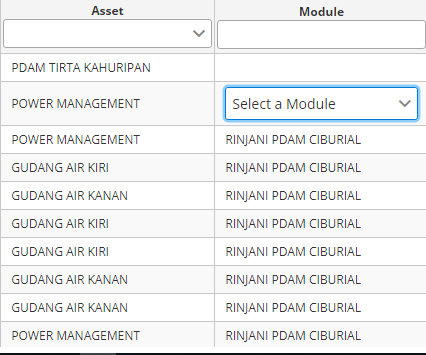 Asset Module
PDAM TIRTA KAHURIPAN
POWER MANAGEMENT Select a Module
POWER MANAGEMENT RINJANI PDAM CIBURIAL
GUDANG AIR KIRI RINJANI PDAM CIBURIAL
GUDANG AIR KANAN RINJANI PDAM CIBURIAL
GUDANG AIR KIRI RINJANI PDAM CIBURIAL
GUDANG AIR KIRI RINJANI PDAM CIBURIAL
GUDANG AIR KANAN RINJANI PDAM CIBURIAL
GUDANG AIR KANAN RINJANI PDAM CIBURIAL
POWER MANAGEMENT RINJANI PDAM CIBURIAL